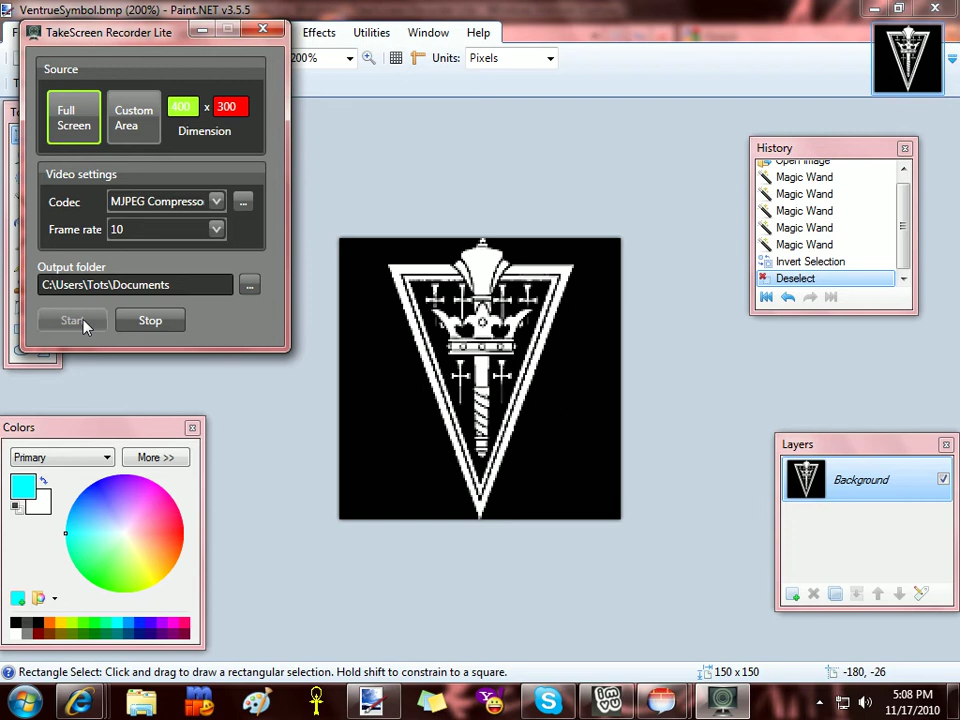 VentrueSymbol.bmp (200%) - Paint.NET v3.5.5
TakeScreen Recorder Lite
Effects
Utilities
Window
Help
200%
Units:
Pixels
Source
Full
Screen
Custom
Area
400 x 300
Dimension
Video settings
Codec
MJPEG Compresso
...
Frame rate
10
Output folder
C:\Users\Tots\Documents
...
Start
Stop
History
Open Image
Magic Wand
Magic Wand
Magic Wand
Magic Wand
Magic Wand
Invert Selection
Deselect
Colors
Primary
More >>
Layers
Background
Rectangle Select: Click and drag to draw a rectangular selection. Hold shift to constrain to a square.
150 x 150
-180, -26
5:08 PM
11/17/2010